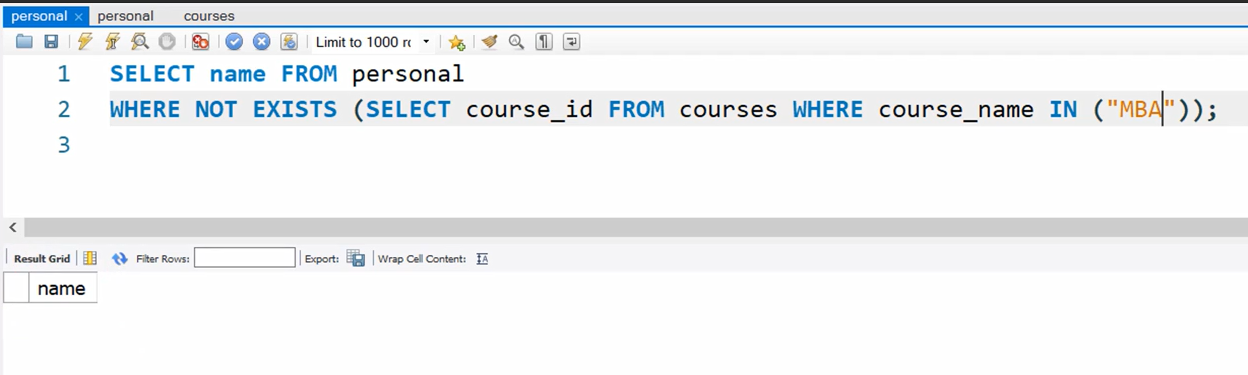 personal × personal courses
Limit to 1000 rc
1 SELECT name FROM personal
2 WHERE NOT EXISTS (SELECT course_id FROM courses WHERE course_name IN ("MBA"));
3
Result Grid Filter Rows: Export: Wrap Cell Content:
name